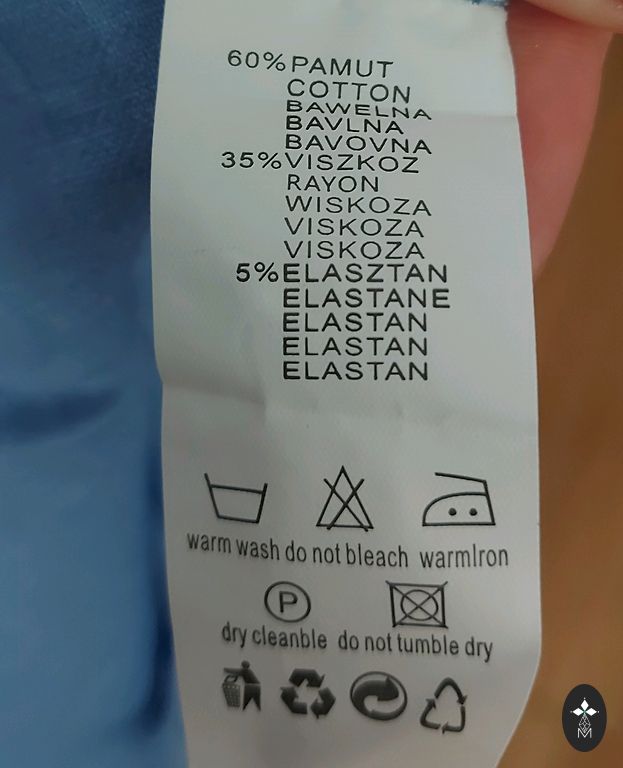 60% PAMUT
COTTON
BAWEŁNA
BAVLNA
BAVOVNA
35% VISZKOZ
RAYON
WISKOZA
VISKOZA
VISKOZA
5% ELASZTAN
ELASTANE
ELASTAN
ELASTAN
ELASTAN
warm wash do not bleach warmIron
P
dry cleanble do not tumble dry
M